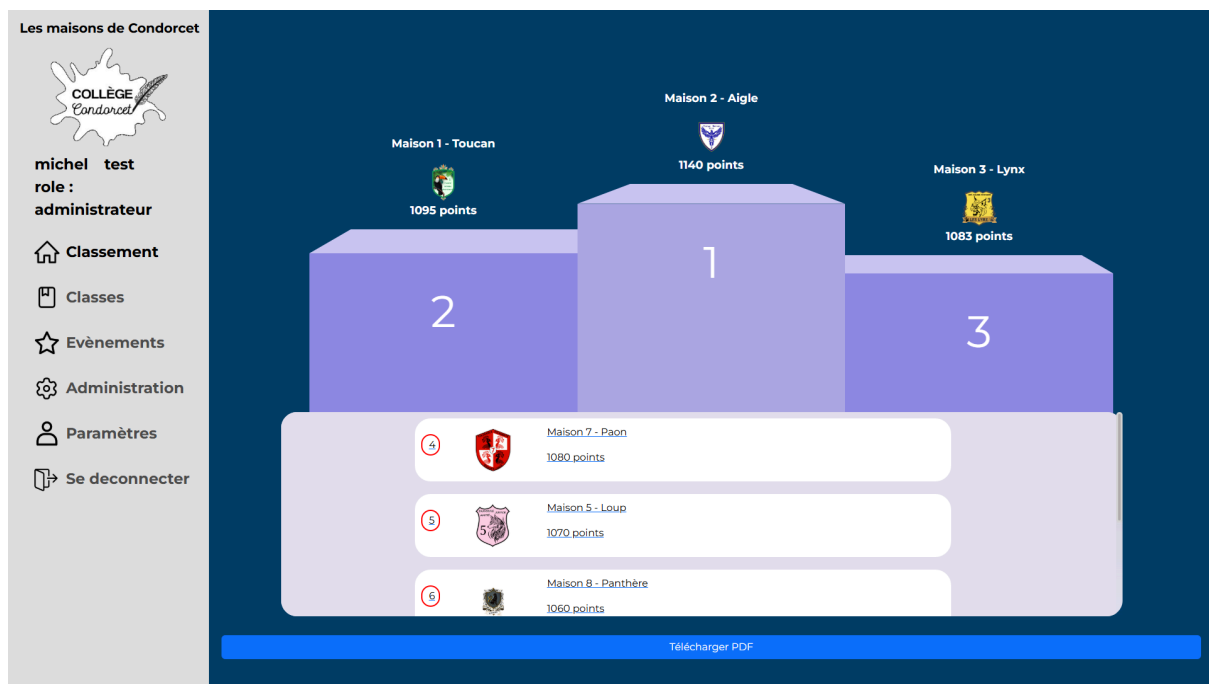 Les maisons de Condorcet
COLLÈGE
Condorcet
michel test
role :
administrateur
Classement
Classes
Evènements
Administration
Paramètres
Se deconnecter
Maison 2 - Aigle
1140 points
Maison 1 - Toucan
1095 points
Maison 3 - Lynx
1083 points
1
2
3
4
Maison 7 - Paon
1080 points
5
Maison 5 - Loup
1070 points
6
Maison 8 - Panthère
1060 points
Télécharger PDF